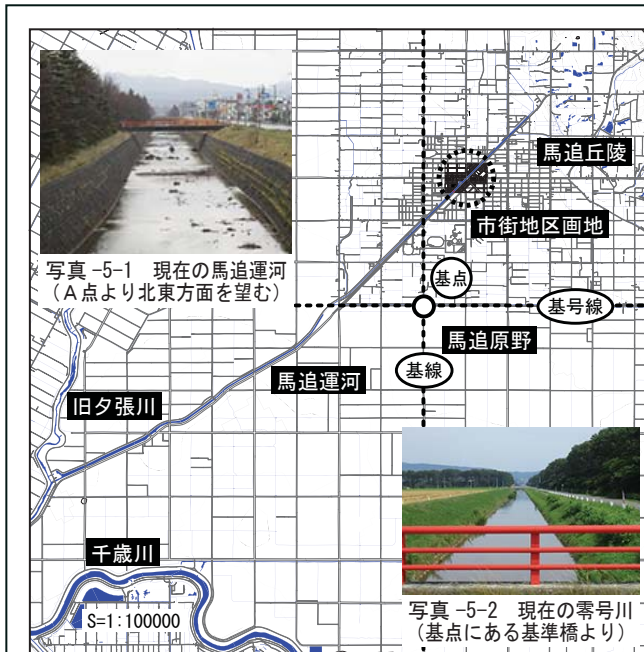 写真-5-1 現在の馬追運河
（A点より北東方面を望む）
馬追丘陵
市街地区画地
基点
基号線
馬追原野
基線
馬追運河
旧夕張川
千歳川
S=1:100000
写真-5-2 現在の零号川
（基点にある基準橋より）